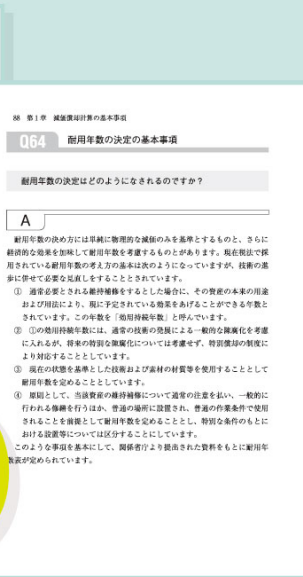 88 第1章 減価償却計算の基本事項
Q64 耐用年数の決定の基本事項
耐用年数の決定はどのようになされるのですか？
A
耐用年数の決め方には単純に物理的な減価のみを基準とするものと、さらに
経済的な効果を加味して耐用年数を考慮するものとがあります。現在税法で採
用されている耐用年数の考え方の基本は次のようになっていますが、技術の進
歩に併せて必要な見直しをすることとされています。
① 通常必要とされる維持補修をするとした場合に、その資産の本来の用途
および用法により、現に予定されている効果をあげることができる年数と
されています。この年数を「効用持続年数」と呼んでいます。
② ①の効用持続年数には、通常の技術の発展による一般的な陳腐化を考慮
に入れるが、将来の特別な陳腐化については考慮せず、特別償却の制度に
より対応することとしています。
③ 現在の状態を基準とした技術および素材の材質等を使用することとして
耐用年数を定めることとしています。
④ 原則として、当該資産の維持補修について通常の注意を払い、一般的に
行われる修繕を行うほか、普通の場所に設置され、普通の作業条件で使用
されることを前提として耐用年数を定めることとし、特別な条件のもとに
おける設置等については区分することにしています。
このような事項を基本にして、関係省庁より提出された資料をもとに耐用年
数表が定められています。